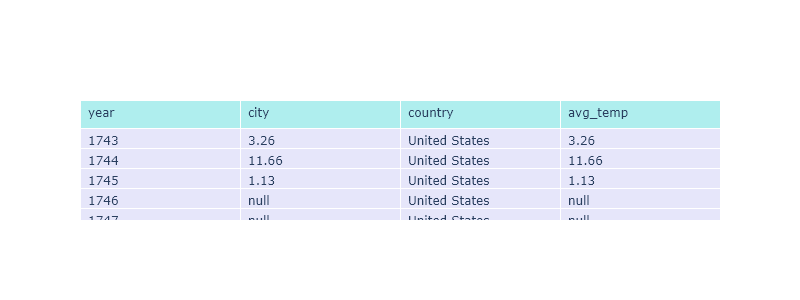 year city country avg_temp
1743 3.26 United States 3.26
1744 11.66 United States 11.66
1745 1.13 United States 1.13
1746 null United States null
1747 null United States null